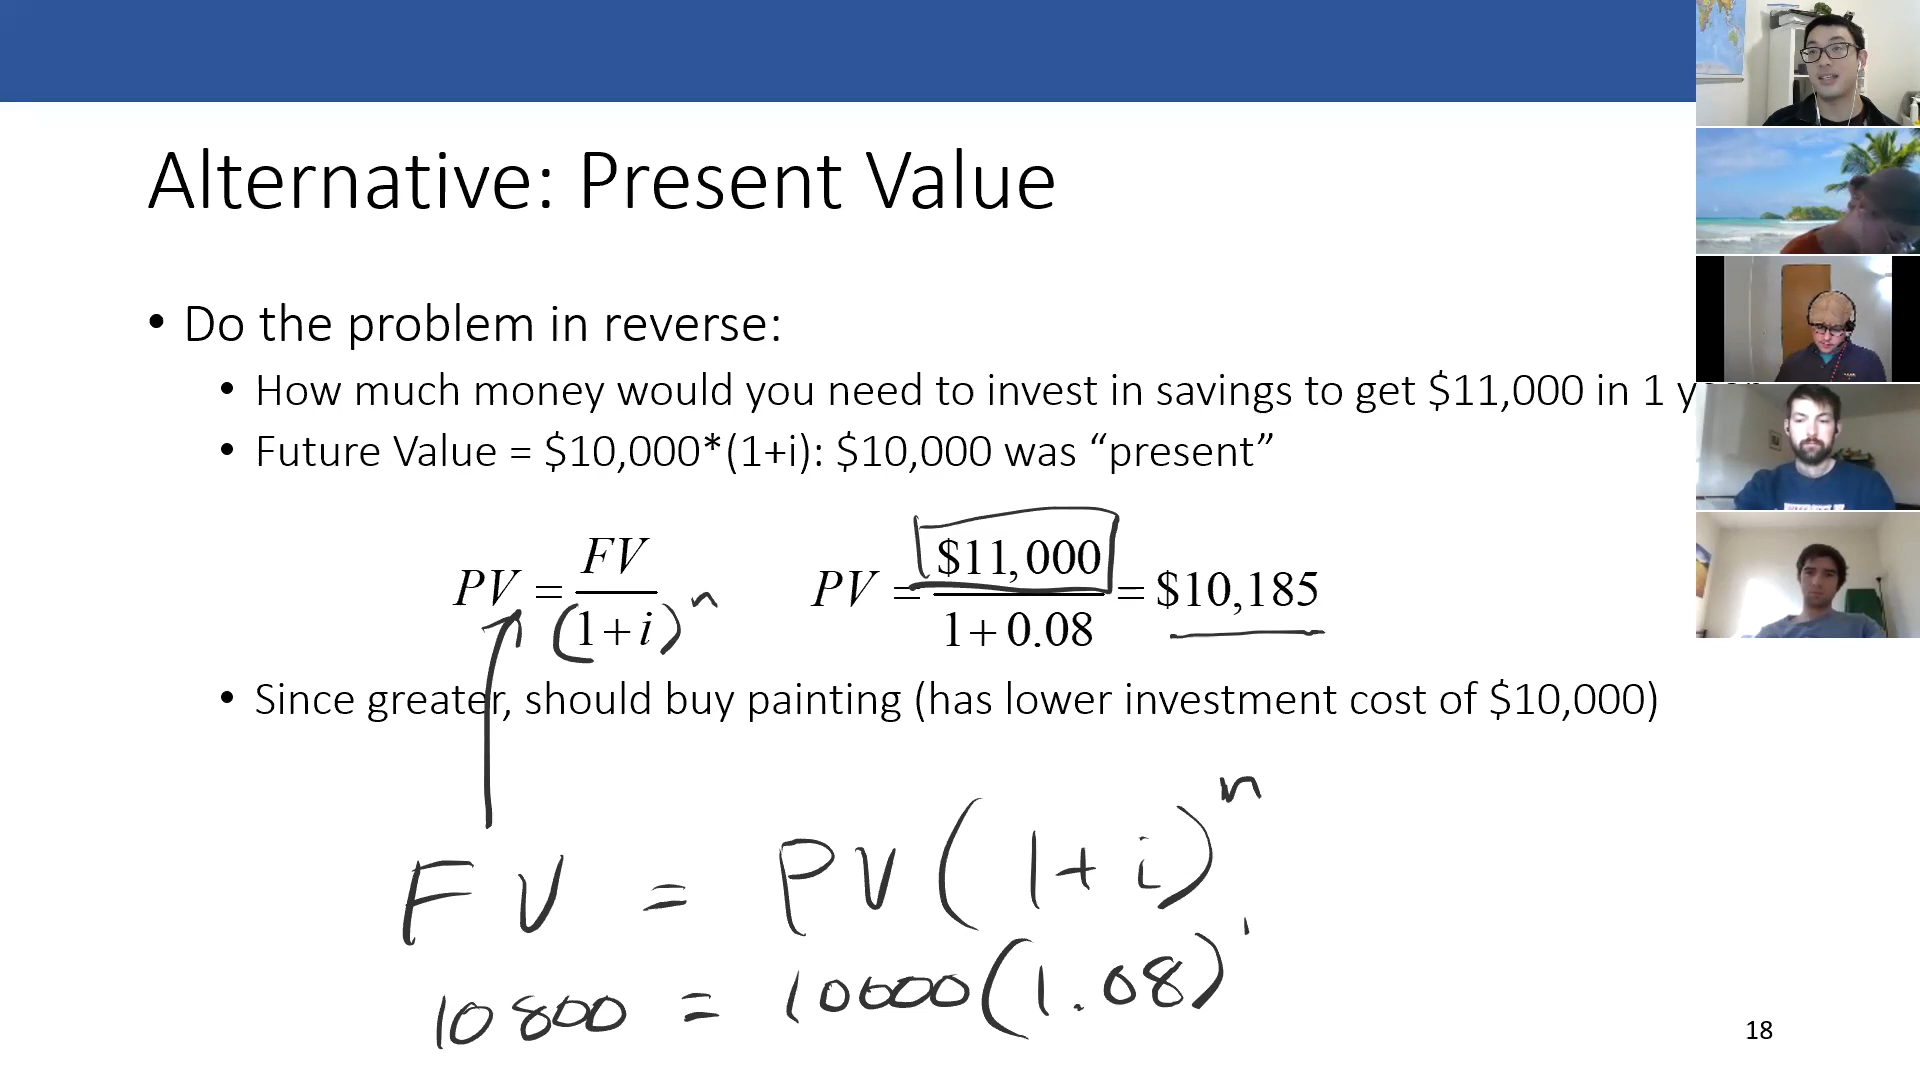 Alternative: Present Value
• Do the problem in reverse:
• How much money would you need to invest in savings to get $11,000 in 1
• Future Value = $10,000*(1+i): $10,000 was “present”
PV = FV / (1+i)^n
PV = $11,000 / 1+0.08 = $10,185
• Since greater, should buy painting (has lower investment cost of $10,000)
FV = PV(1+i)^n
10800 = 10000(1.08)^1
18